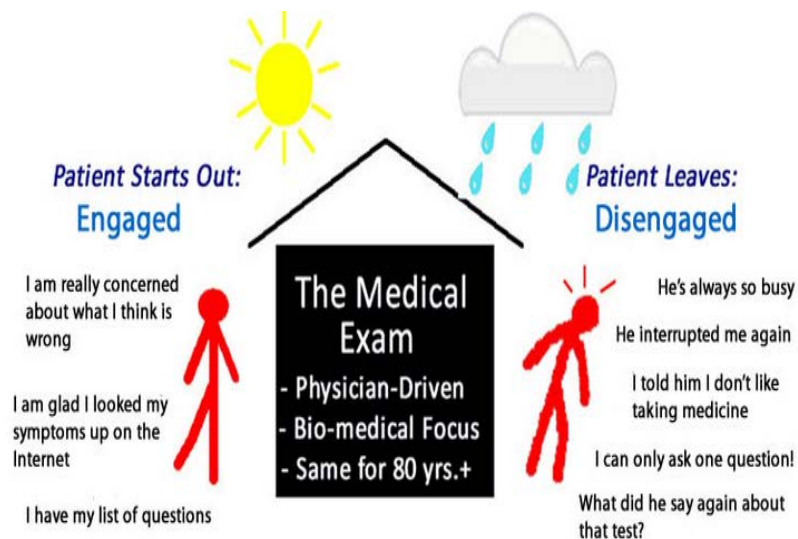 Patient Starts Out:
Engaged
I am really concerned
about what I think is
wrong
I am glad I looked my
symptoms up on the
Internet
I have my list of questions
The Medical
Exam
- Physician-Driven
- Bio-medical Focus
- Same for 80 yrs.+
Patient Leaves:
Disengaged
He's always so busy
He interrupted me again
I told him I don't like
taking medicine
I can only ask one question!
What did he say again about
that test?